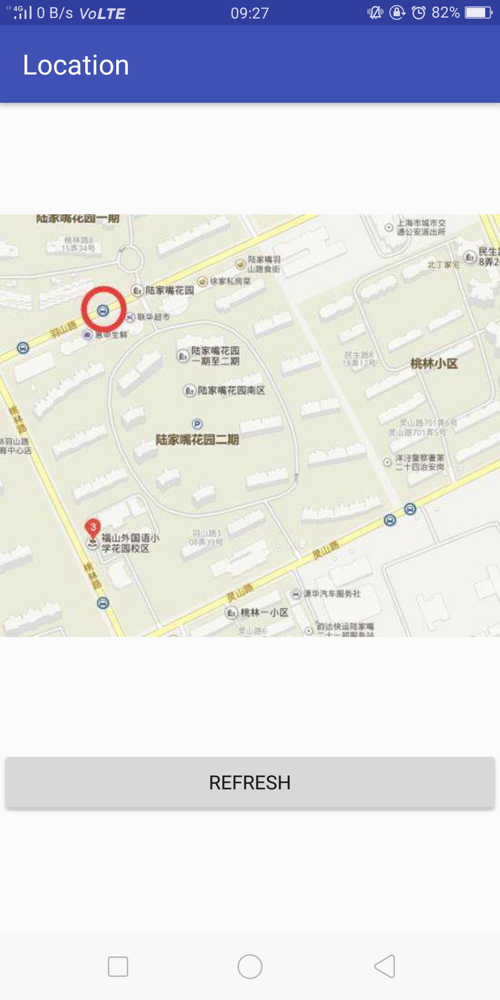 4G 0 B/s VoLTE 09:27 82%
Location
陆家嘴花园一期
上海市城市交
通公安派出所
桃林路8
15弄34号
民生
陆家嘴羽
山路食街
北丁家宅
8弄2
徐家私房菜
陆家嘴花园
联华超市
羽山路
惠申生鲜
陆家嘴花园
一期至二期
民生路8
18弄12号
桃林小区
陆家嘴花园南区
桃林路
P
灵山路701弄6号
灵山路701弄5号
陆家嘴花园二期
羽山路
育中心店
洋泾警察署第
二十四治安岗
3
福山外国语小
学花园校区
羽山路3
08弄39号
灵山路
桃林路
灵山路
潇华汽车服务社
桃林一小区
韵达快运陆家嘴
灵山路6
REFRESH